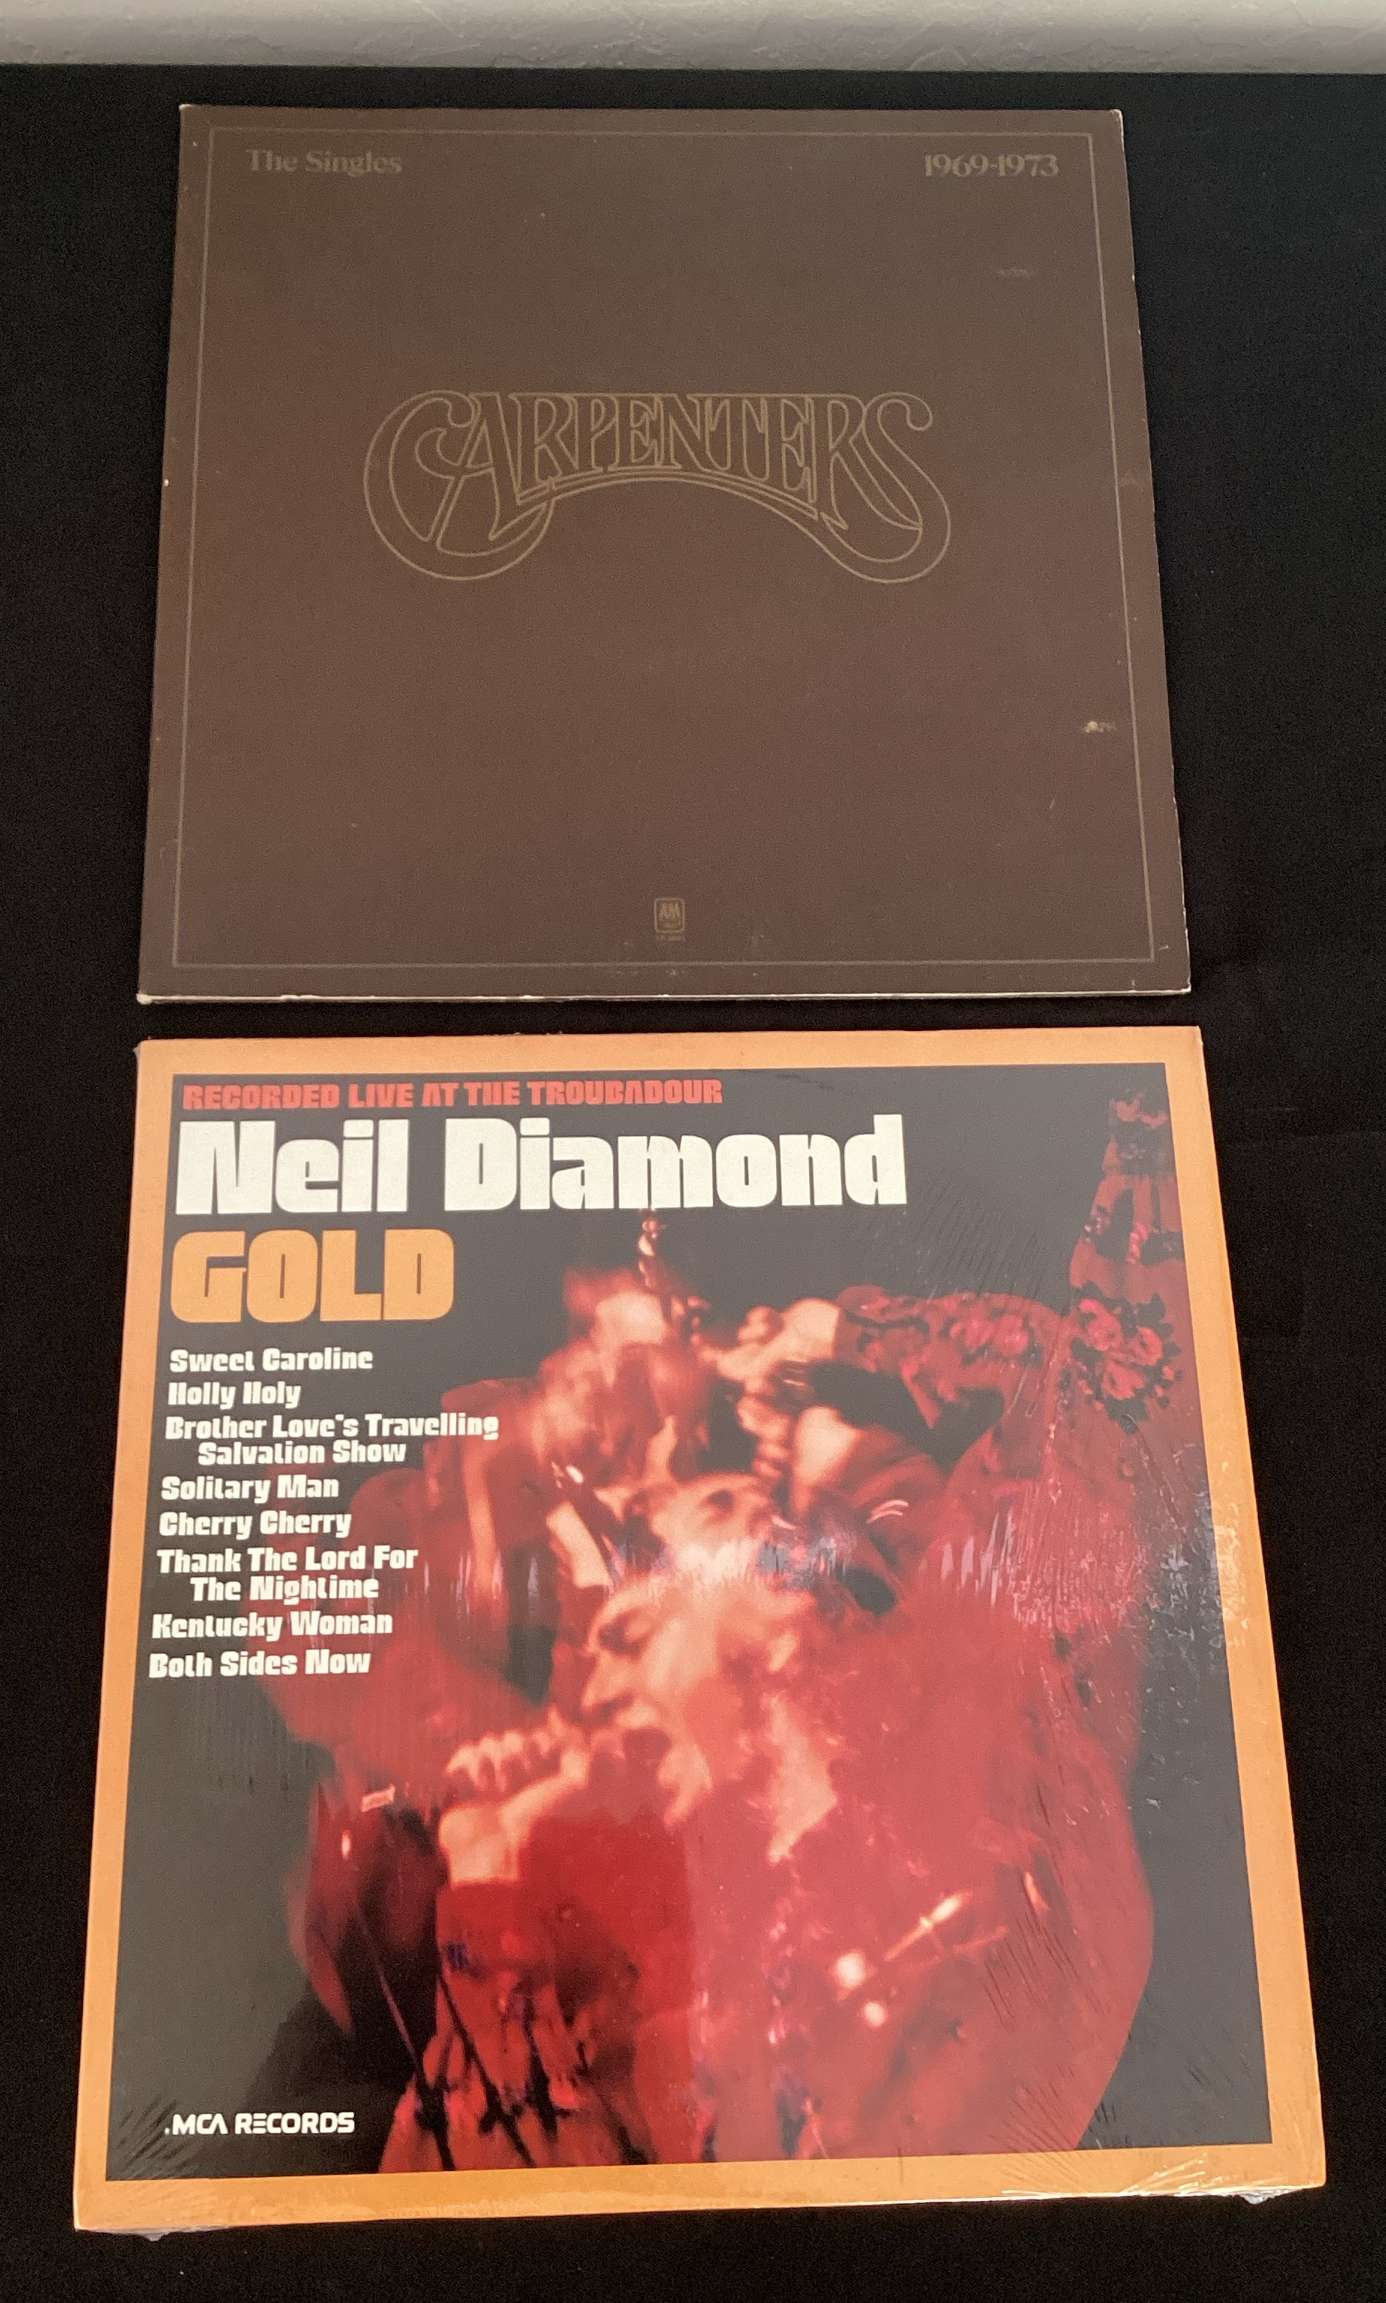 The Singles 1969-1973
CARPENTERS
A&M
RECORDED LIVE AT THE TROUBADOUR
Neil Diamond
GOLD
Sweet Caroline
Holly Holy
Brother Love's Travelling
Salvation Show
Solitary Man
Cherry Cherry
Thank The Lord For
The Nightime
Kentucky Woman
Both Sides Now
MCA RECORDS